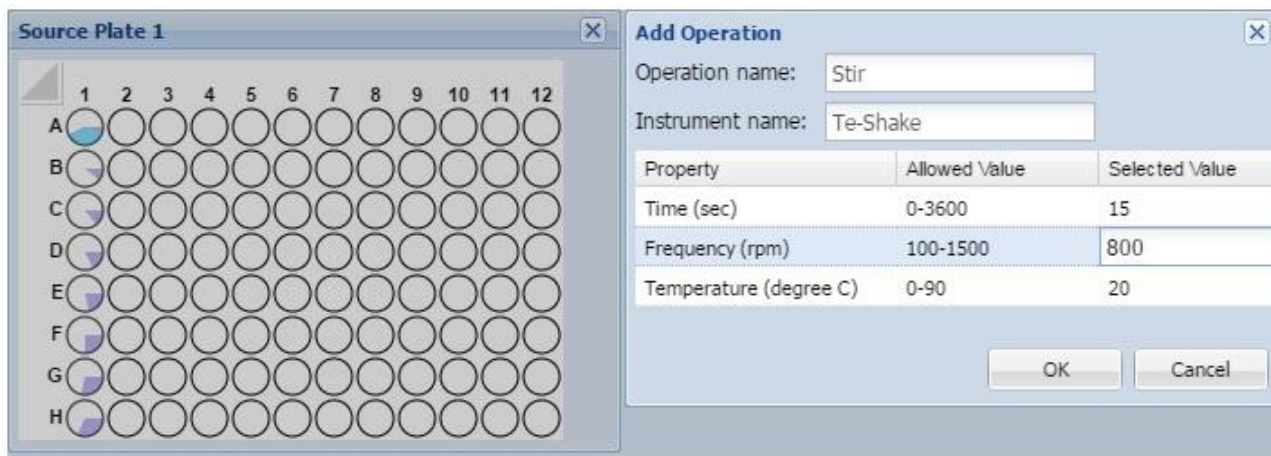 Source Plate 1
1 2 3 4 5 6 7 8 9 10 11 12
A
B
C
D
E
F
G
H
Add Operation
Operation name: Stir
Instrument name: Te-Shake
Property Allowed Value Selected Value
Time (sec) 0-3600 15
Frequency (rpm) 100-1500 800
Temperature (degree C) 0-90 20
OK Cancel